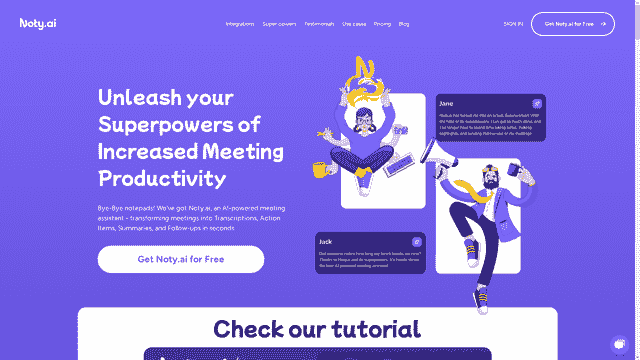 Noty.ai
Integrations Super powers Testimonials Use cases Pricing Blog
SIGN IN
Get Noty.ai for Free
Unleash your
Superpowers of
Increased Meeting
Productivity
Bye-Bye notepads! We've got Noty.ai, an AI-powered meeting
assistant - transforming meetings into Transcriptions, Action
Items, Summaries, and Follow-ups in seconds
Get Noty.ai for Free
Jane
Jack
Check our tutorial